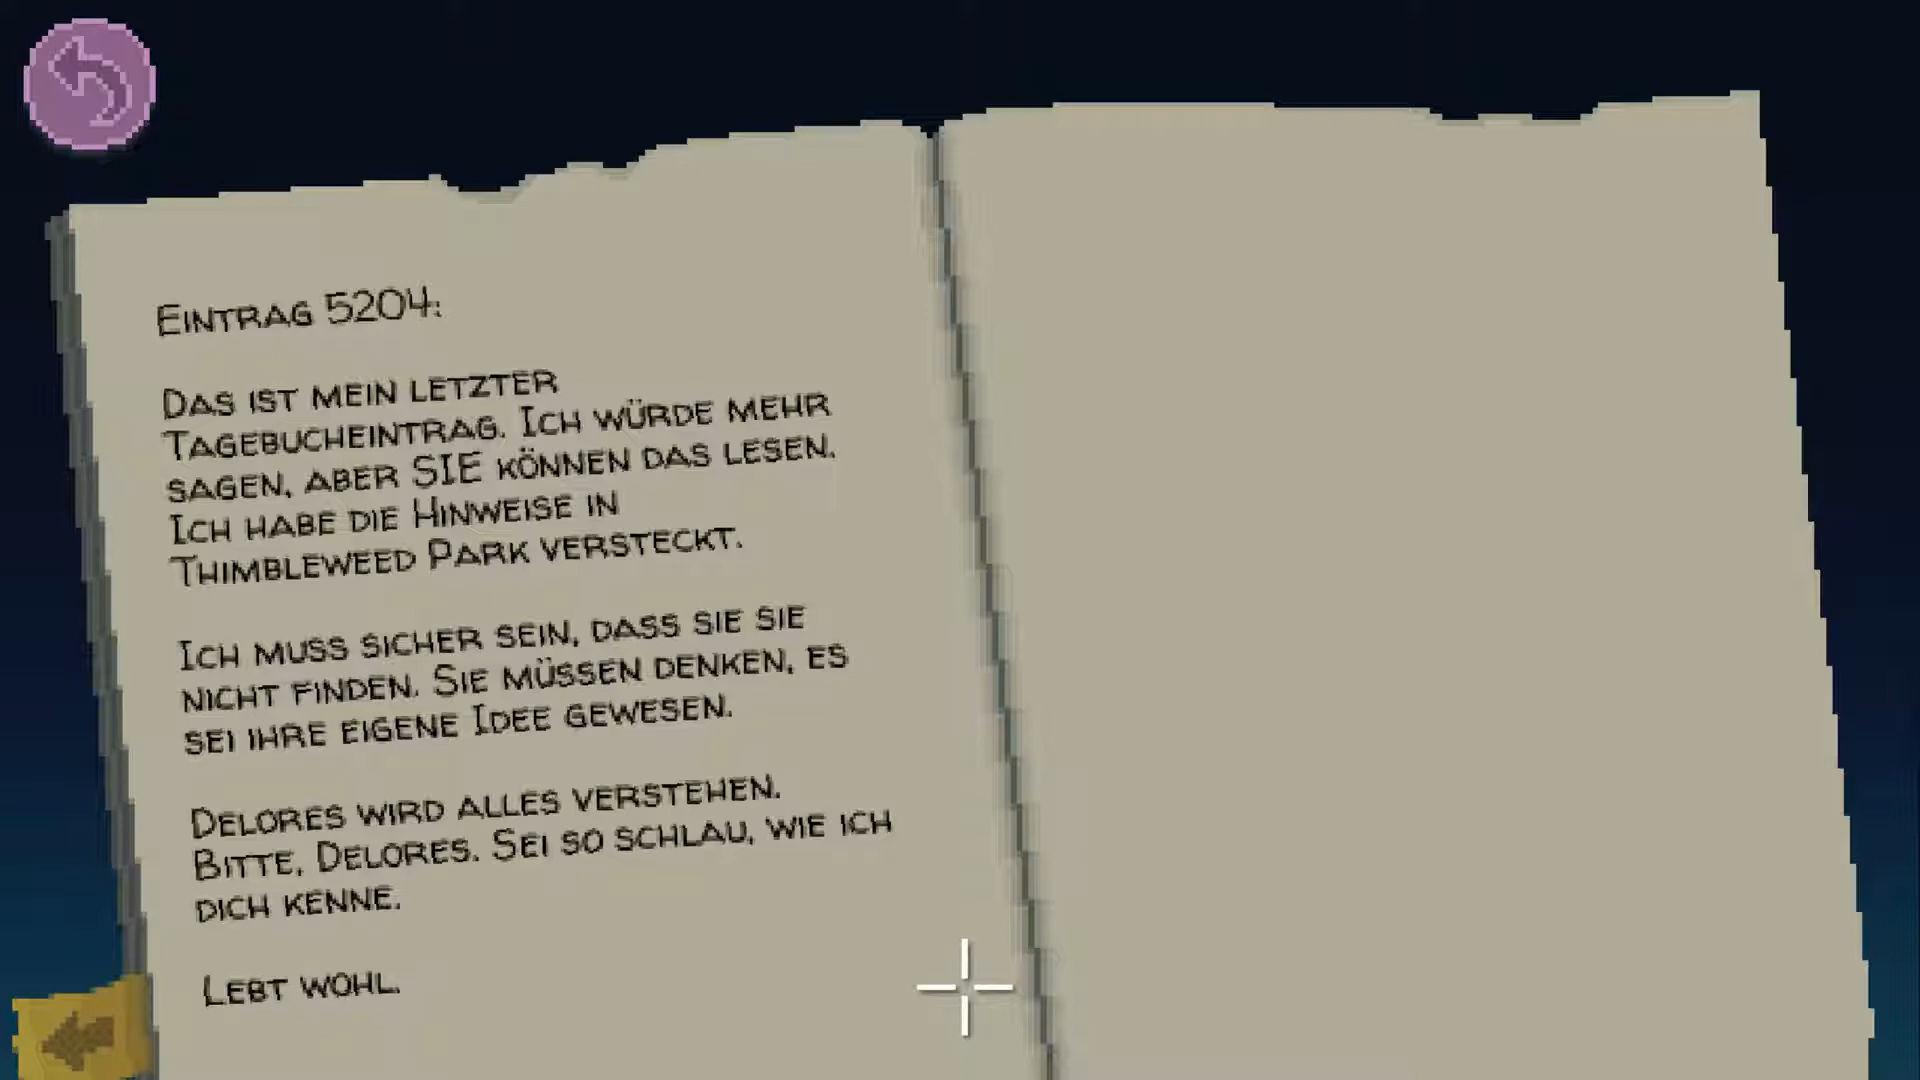 Eintrag 5204:
Das ist mein letzter
Tagebucheintrag. Ich würde mehr
sagen, aber SIE können das lesen.
Ich habe die Hinweise in
Thimbleweed Park versteckt.
Ich muss sicher sein, dass sie sie
nicht finden. Sie müssen denken, es
sei ihre eigene Idee gewesen.
Delores wird alles verstehen.
Bitte, Delores. Sei so schlau, wie ich
dich kenne.
Lebt wohl.